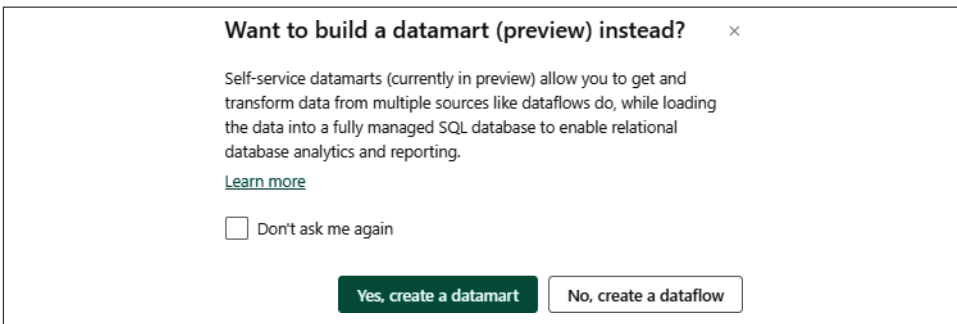 Want to build a datamart (preview) instead?
Self-service datamarts (currently in preview) allow you to get and
transform data from multiple sources like dataflows do, while loading
the data into a fully managed SQL database to enable relational
database analytics and reporting.
Learn more
Don't ask me again
Yes, create a datamart No, create a dataflow